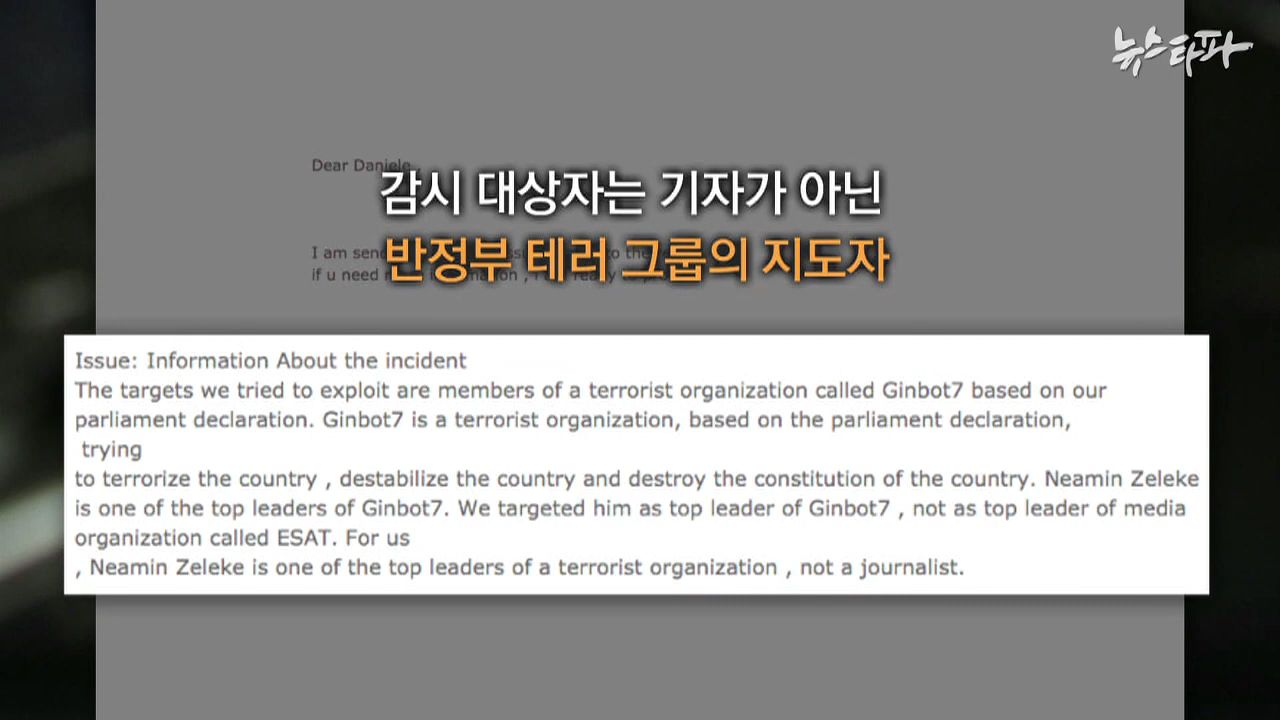 뉴스타파
Dear Daniele
감시 대상자는 기자가 아닌
I am send
반정부 테러 그룹의 지도자
if u need
Issue: Information About the incident
The targets we tried to exploit are members of a terrorist organization called Ginbot7 based on our
parliament declaration. Ginbot7 is a terrorist organization, based on the parliament declaration,
trying
to terrorize the country , destabilize the country and destroy the constitution of the country. Neamin Zeleke
is one of the top leaders of Ginbot7. We targeted him as top leader of Ginbot7 , not as top leader of media
organization called ESAT. For us
, Neamin Zeleke is one of the top leaders of a terrorist organization , not a journalist.